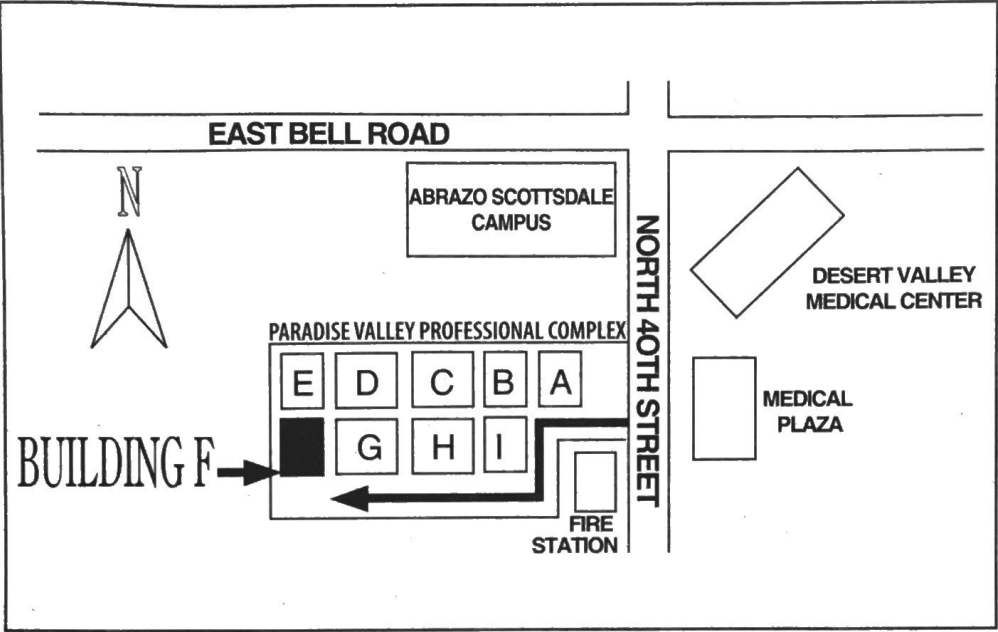 EAST BELL ROAD
N
ABRAZO SCOTTSDALE
CAMPUS
NORTH 40TH STREET
DESERT VALLEY
MEDICAL CENTER
PARADISE VALLEY PROFESSIONAL COMPLEX
E D C B A
MEDICAL
PLAZA
BUILDING F
G H I
FIRE
STATION